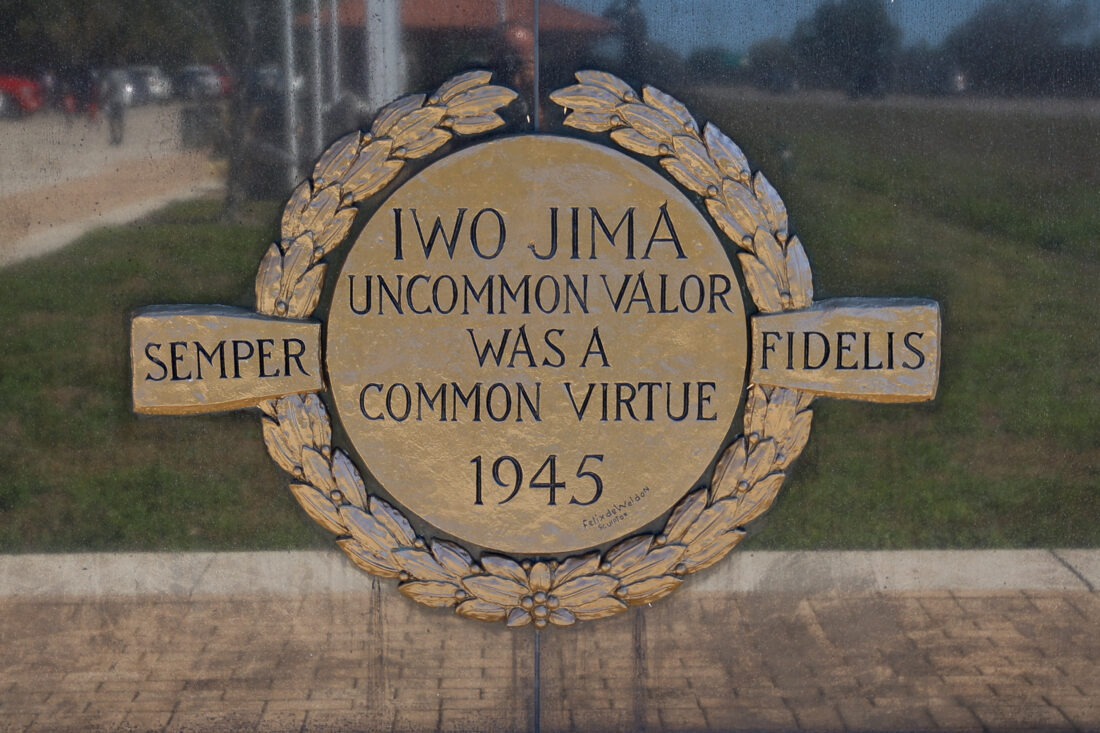 IWO JIMA
UNCOMMON VALOR
WAS A
COMMON VIRTUE
SEMPER
FIDELIS
1945
Felix de Weldon
SCULPTOR